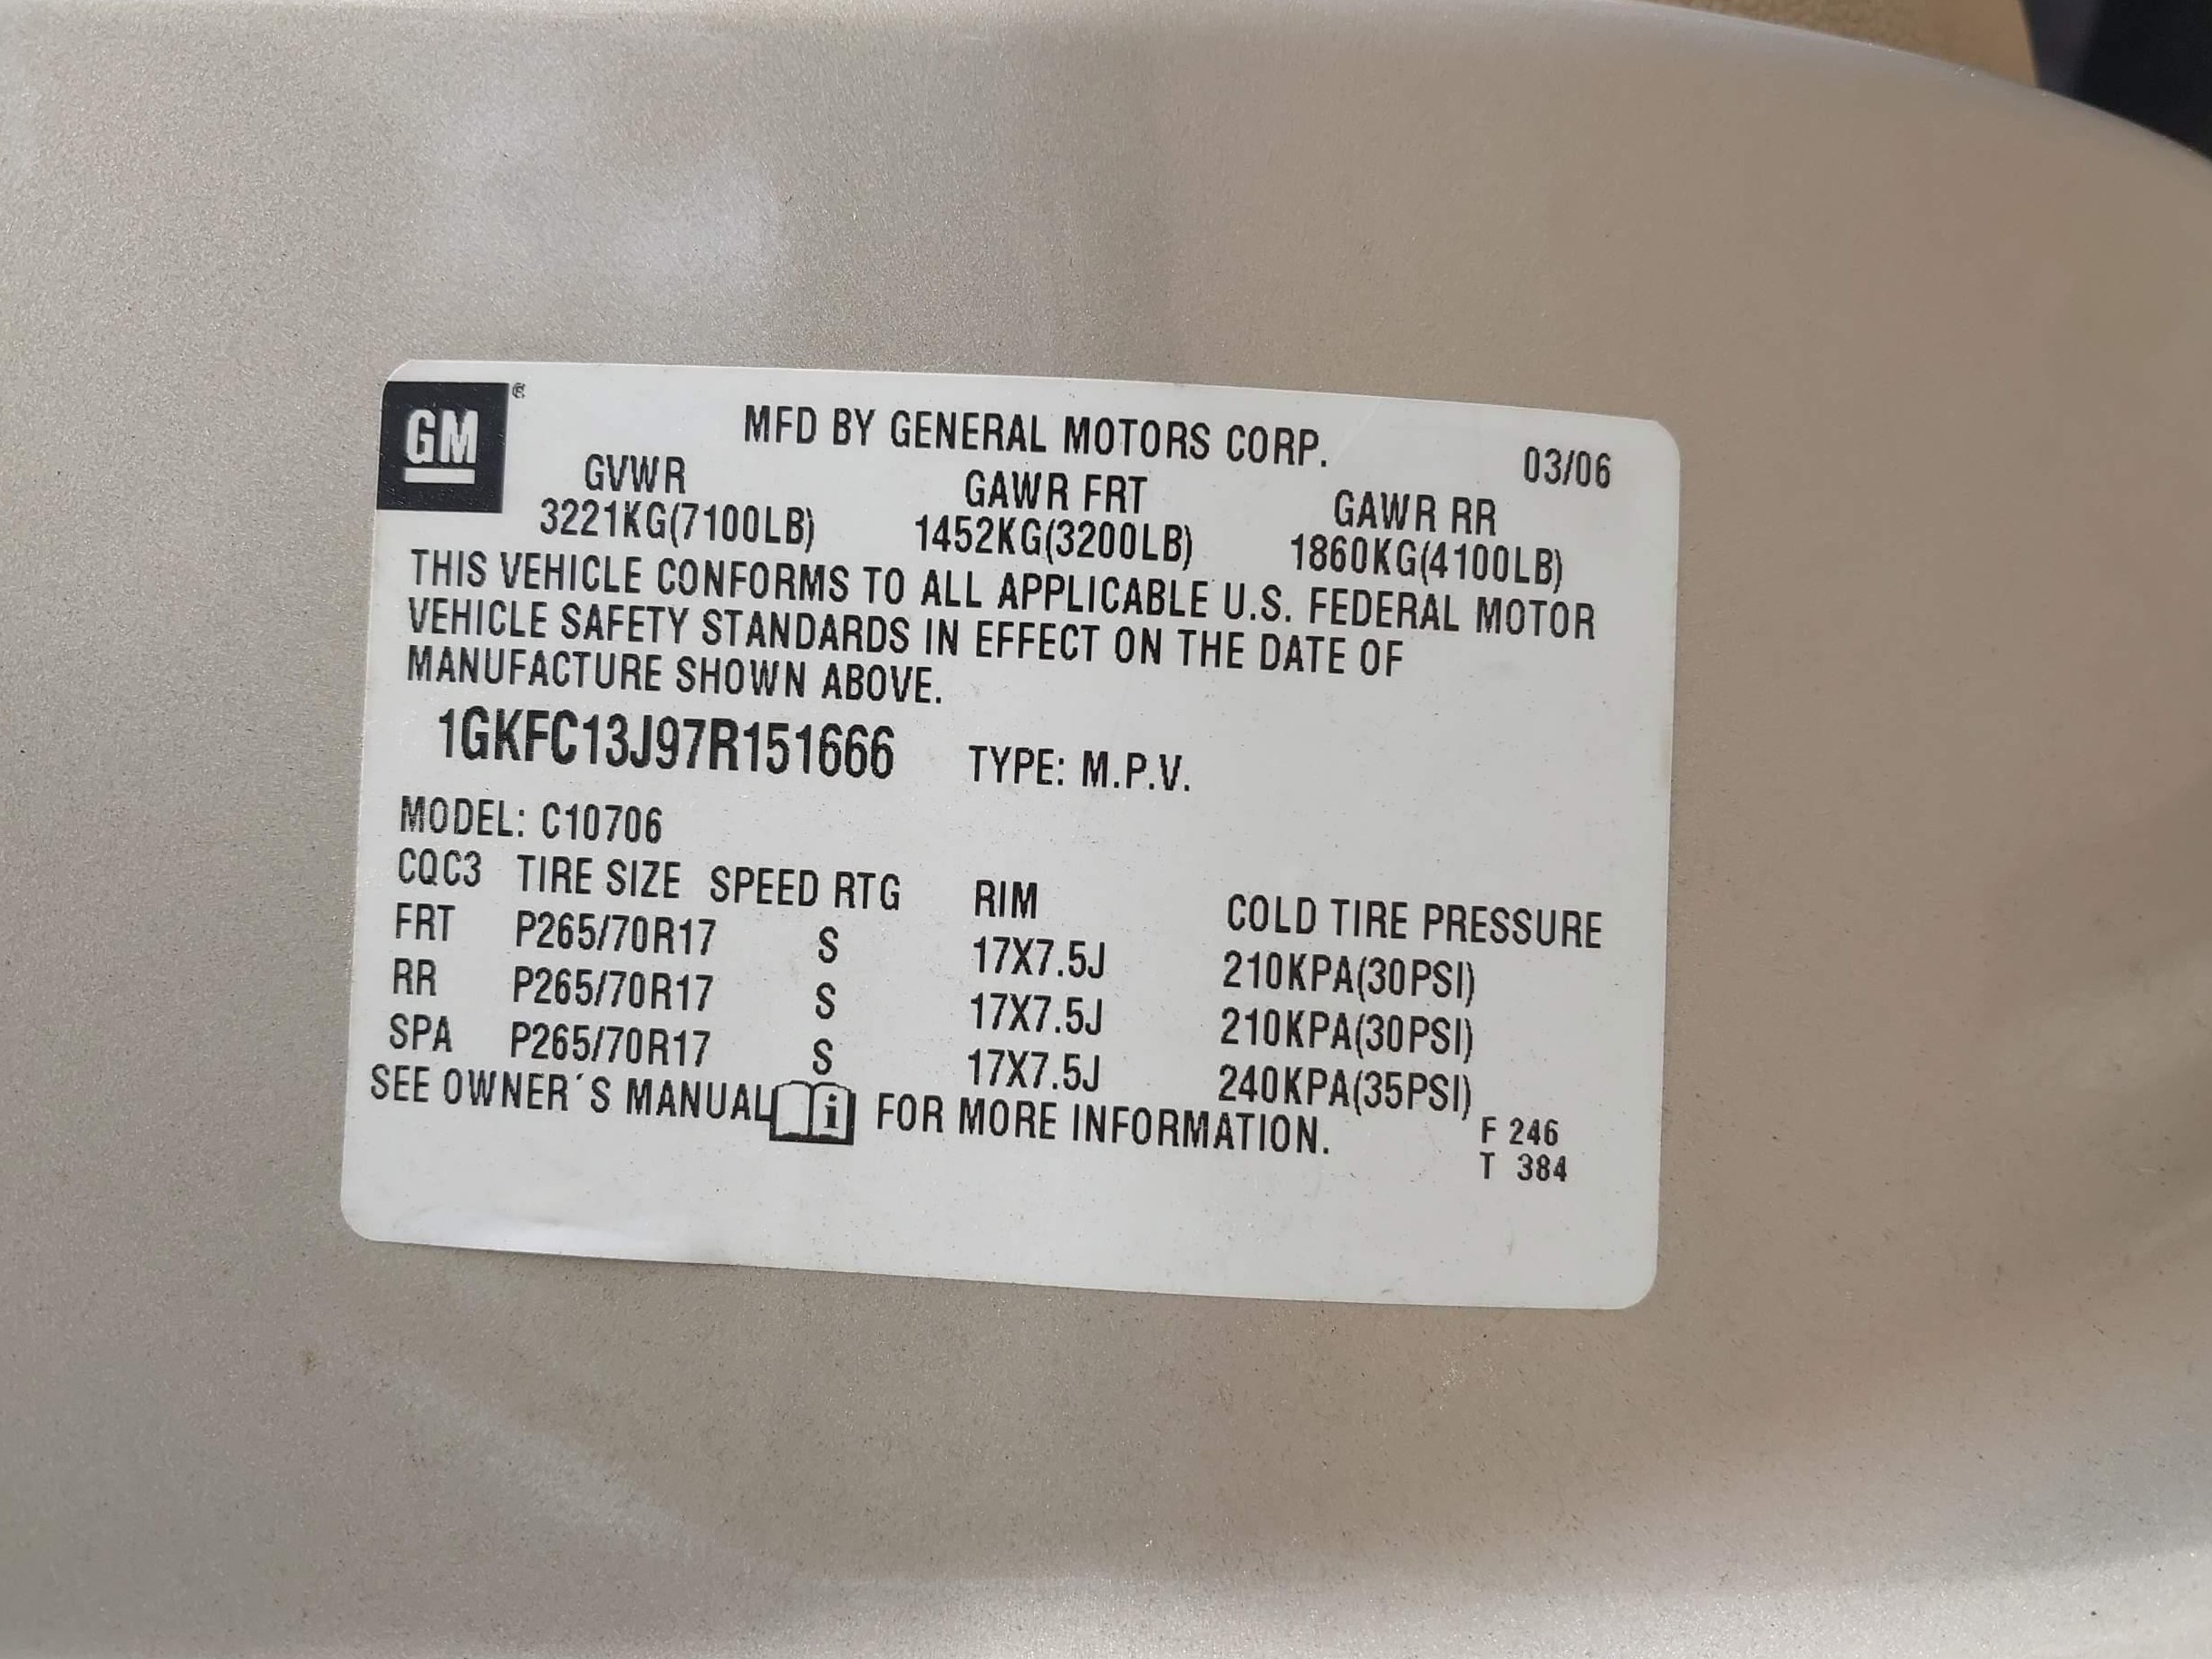 GM ®
MFD BY GENERAL MOTORS CORP. 03/06
GVWR GAWR FRT GAWR RR
3221KG(7100LB) 1452KG(3200LB) 1860KG(4100LB)
THIS VEHICLE CONFORMS TO ALL APPLICABLE U.S. FEDERAL MOTOR
VEHICLE SAFETY STANDARDS IN EFFECT ON THE DATE OF
MANUFACTURE SHOWN ABOVE.
1GKFC13J97R151666 TYPE: M.P.V.
MODEL: C10706
CQC3 TIRE SIZE SPEED RTG RIM COLD TIRE PRESSURE
FRT P265/70R17 S 17X7.5J 210KPA(30PSI)
RR P265/70R17 S 17X7.5J 210KPA(30PSI)
SPA P265/70R17 S 17X7.5J 240KPA(35PSI)
SEE OWNER´S MANUAL i FOR MORE INFORMATION.
F 246
T 384